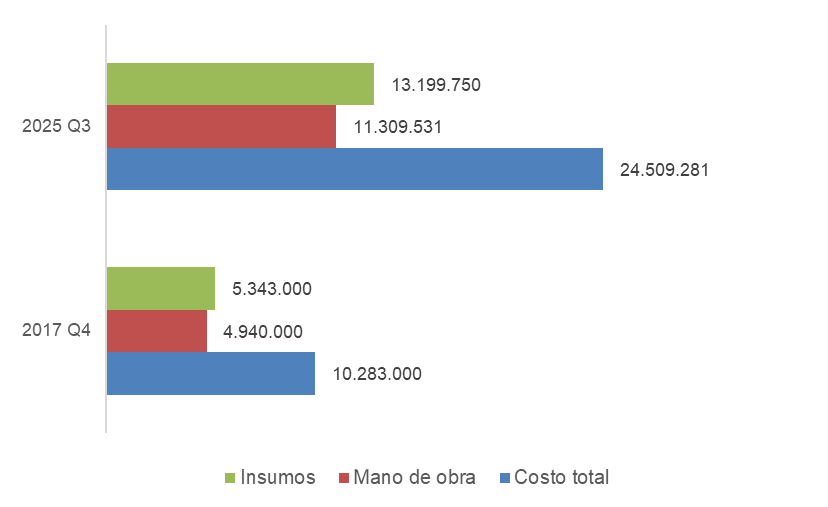 13.199.750
2025 Q3
11.309.531
24.509.281
5.343.000
2017 Q4
4.940.000
10.283.000
Insumos Mano de obra Costo total